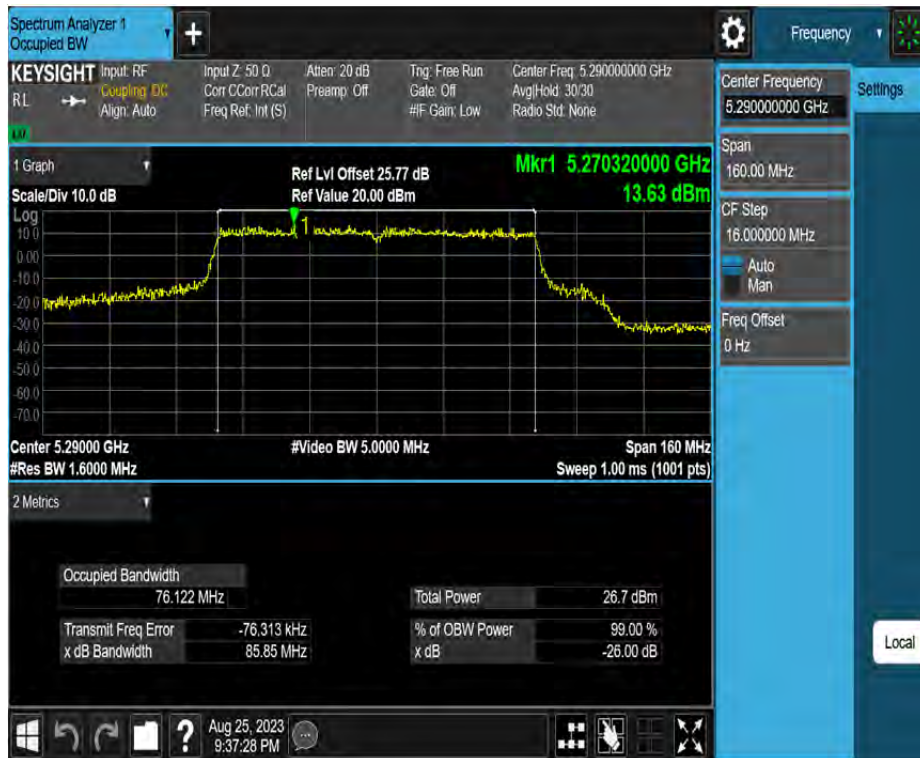 Spectrum Analyzer 1
Occupied BW
+
Frequency
KEYSIGHT
RL
Input: RF
Coupling: DC
Align: Auto
Input Z: 50 Ω
Corr CCorr RCal
Freq Ref: Int (S)
Atten: 20 dB
Preamp: Off
Trig: Free Run
Gate: Off
#IF Gain: Low
Center Freq: 5.290000000 GHz
Avg|Hold: 30/30
Radio Std: None
Center Frequency
5.290000000 GHz
Settings
Span
160.00 MHz
CF Step
16.000000 MHz
Auto
Man
Freq Offset
0 Hz
1 Graph
Scale/Div 10.0 dB
Ref Lvl Offset 25.77 dB
Ref Value 20.00 dBm
Mkr1 5.270320000 GHz
13.63 dBm
Log
10.0
0.00
-10.0
-20.0
-30.0
-40.0
-50.0
-60.0
-70.0
1
Center 5.29000 GHz
#Res BW 1.6000 MHz
#Video BW 5.0000 MHz
Span 160 MHz
Sweep 1.00 ms (1001 pts)
2 Metrics
Occupied Bandwidth
76.122 MHz
Transmit Freq Error -76.313 kHz
x dB Bandwidth 85.85 MHz
Total Power 26.7 dBm
% of OBW Power 99.00 %
x dB -26.00 dB
Local
?
Aug 25, 2023
9:37:28 PM